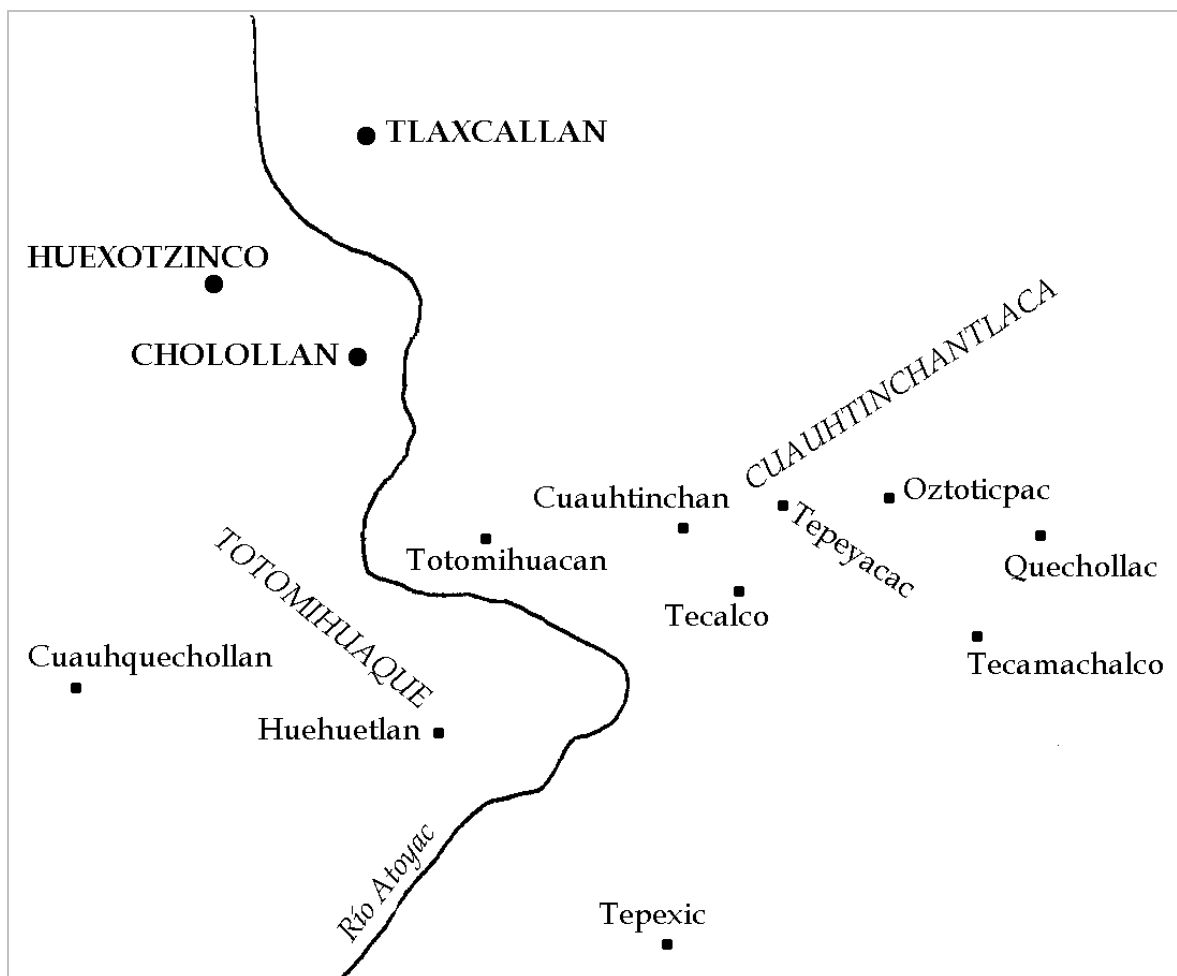 TLAXCALLAN
HUEXOTZINCO
CHOLOLLAN
CUAUHTINCHANTLACA
Cuauhtinchan
Oztoticpac
Tepeyacac
Totomihuacan
Quechollac
TOTOMIHUAQUE
Tecalco
Cuauhquechollan
Tecamachalco
Huehuetlan
Río Atoyac
Tepexic